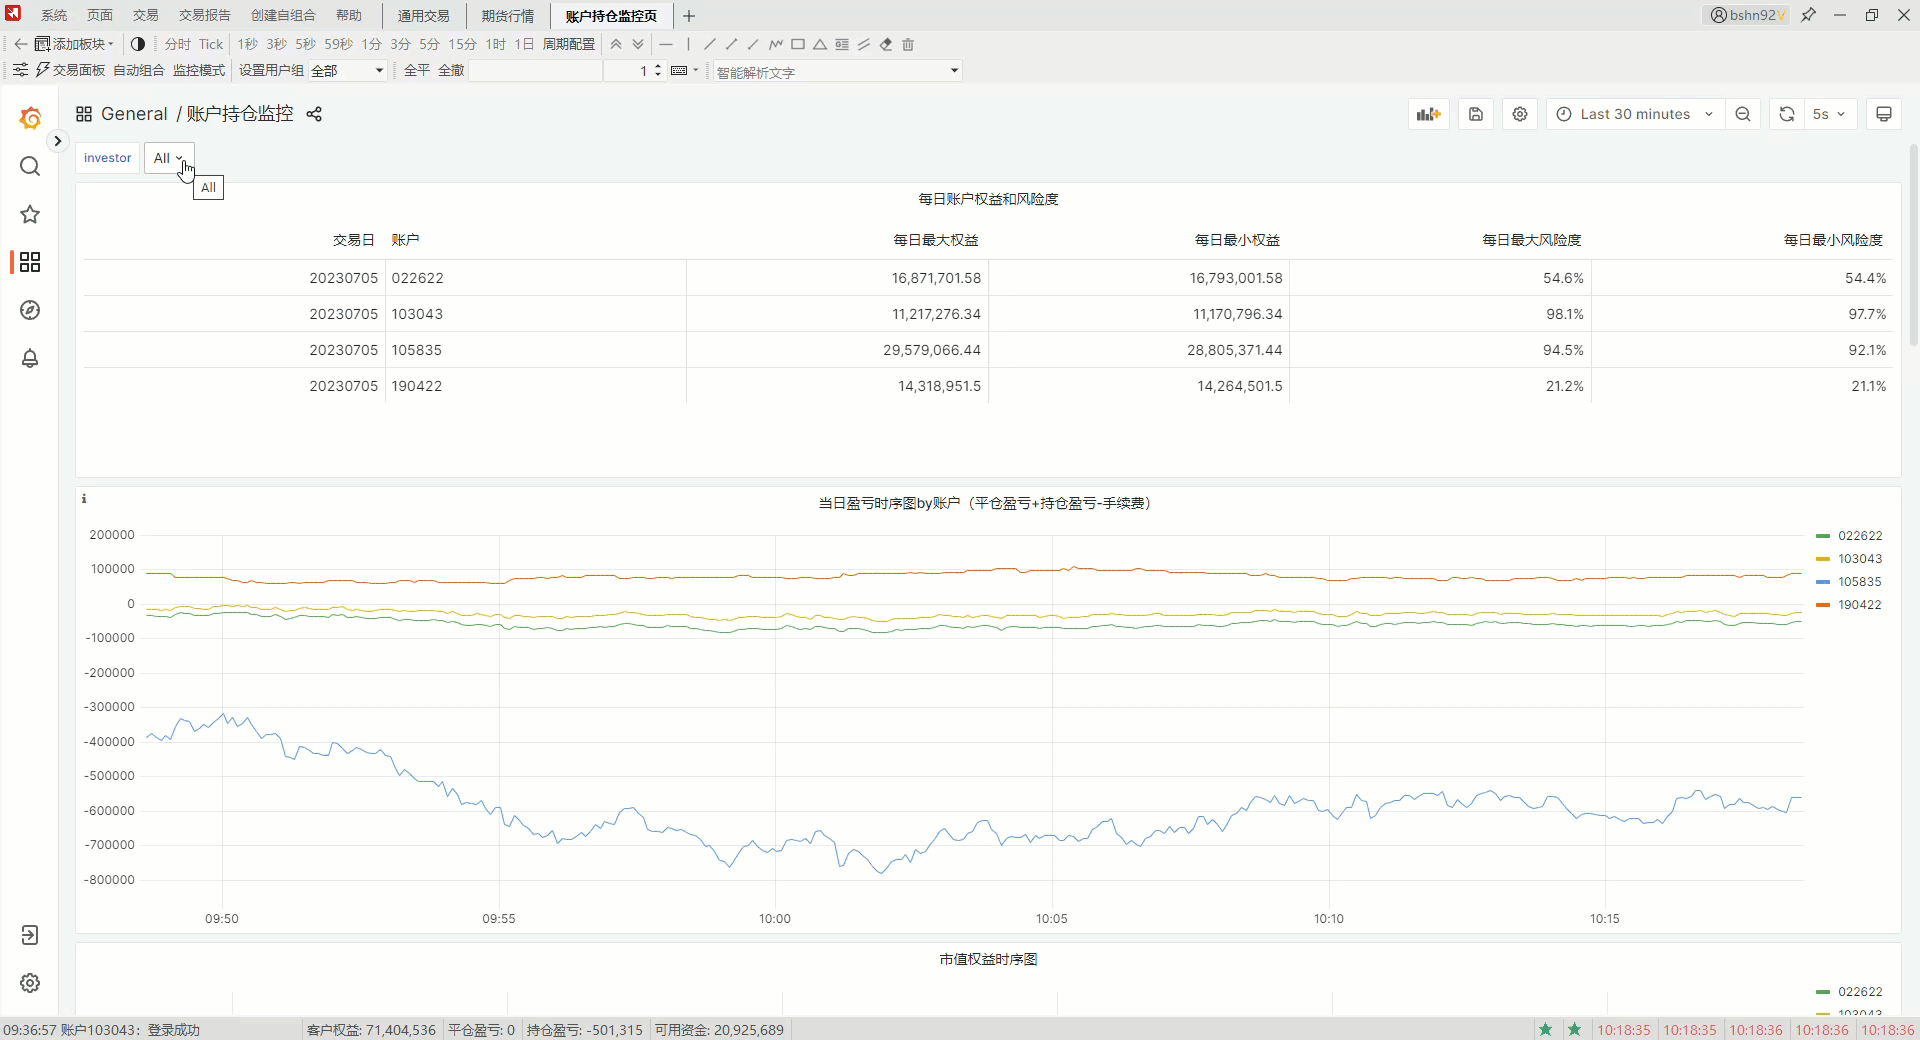 系统 页面 交易 交易报告 创建自组合 帮助 通用交易 期货行情 账户持仓监控页 bshn92V
添加板块 分时 Tick 1秒 3秒 5秒 59秒 1分 3分 5分 15分 1时 1日 周期配置
交易面板 自动组合 监控模式 设置用户组 全部 全平 全撤 1 智能解析文字
General / 账户持仓监控 Last 30 minutes 5s
investor All
All
每日账户权益和风险度
交易日 账户 每日最大权益 每日最小权益 每日最大风险度 每日最小风险度
20230705 022622 16,871,701.58 16,793,001.58 54.6% 54.4%
20230705 103043 11,217,276.34 11,170,796.34 98.1% 97.7%
20230705 105835 29,579,066.44 28,805,371.44 94.5% 92.1%
20230705 190422 14,318,951.5 14,264,501.5 21.2% 21.1%
当日盈亏时序图by账户（平仓盈亏+持仓盈亏-手续费）
200000
100000
0
-100000
-200000
-300000
-400000
-500000
-600000
-700000
-800000
09:50 09:55 10:00 10:05 10:10 10:15
022622
103043
105835
190422
市值权益时序图
022622
103043
09:36:57 账户103043：登录成功 客户权益: 71,404,536 平仓盈亏: 0 持仓盈亏: -501,315 可用资金: 20,925,689 10:18:35 10:18:35 10:18:36 10:18:36 10:18:36